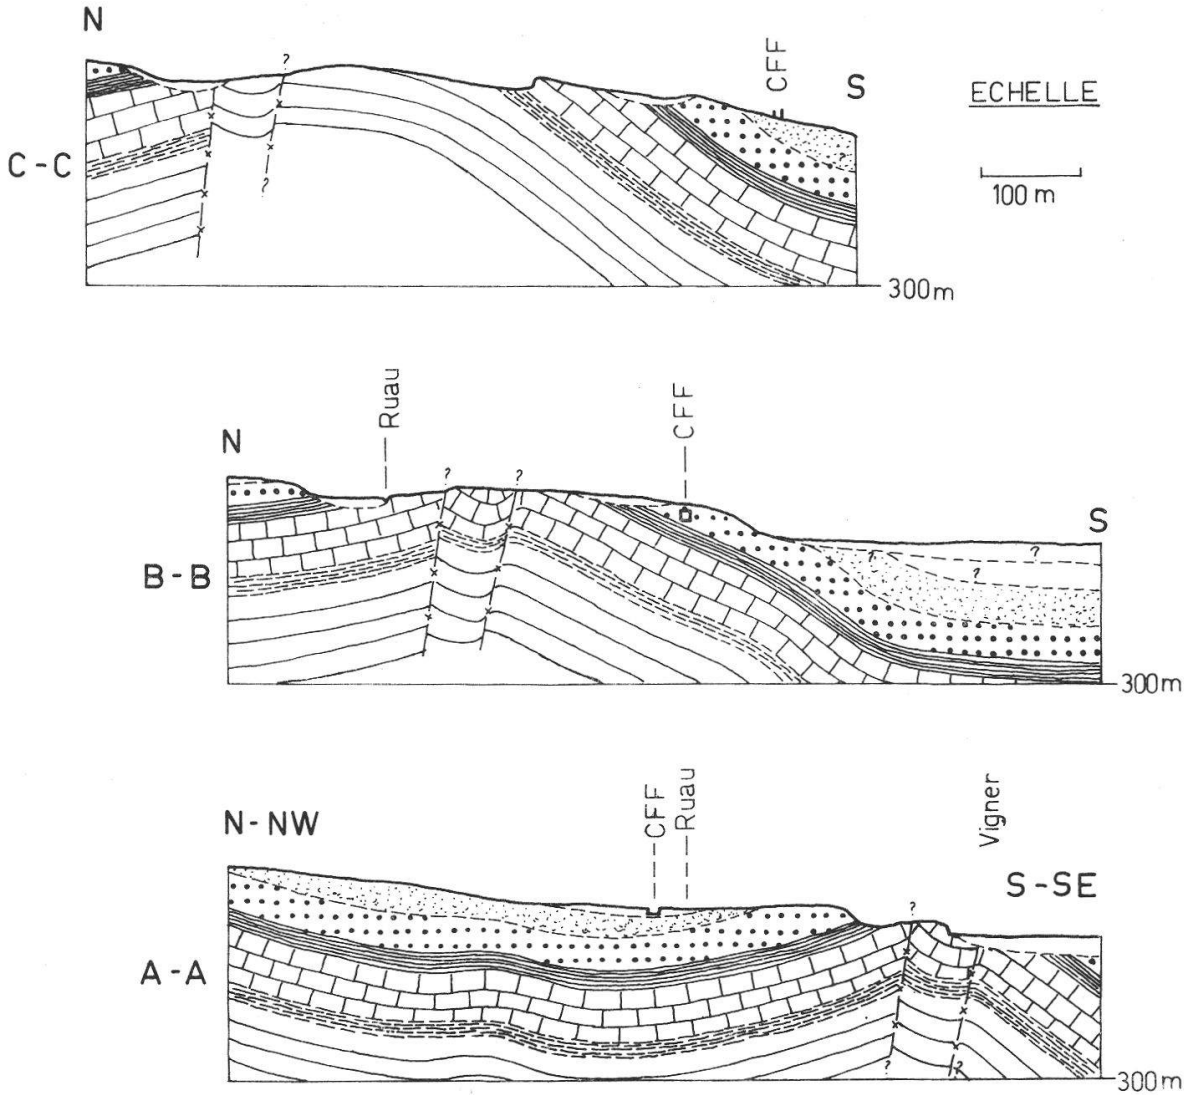 N
?
CFF
S
ECHELLE
100 m
C - C
?
?
300m
Ruau
CFF
N
?
?
S
?
?
?
B - B
300m
CFF
Ruau
Vigner
N - NW
S - SE
?
A - A
?
?
300m